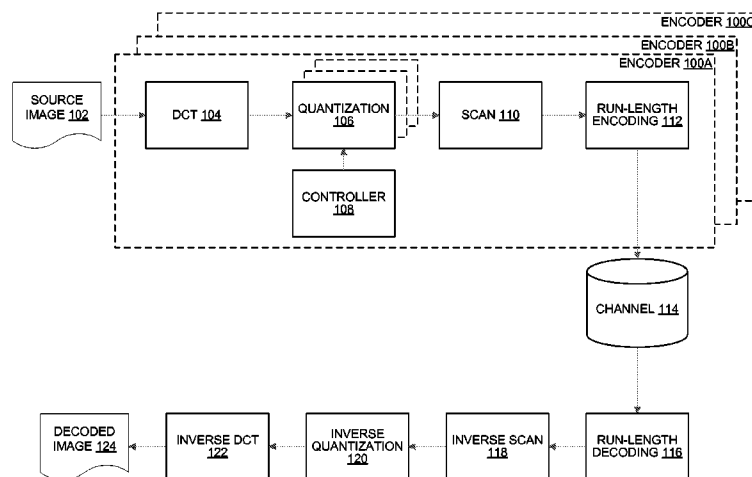 ENCODER 100C
ENCODER 100B
ENCODER 100A
SOURCE
IMAGE 102
DCT 104
QUANTIZATION
106
SCAN 110
RUN-LENGTH
ENCODING 112
CONTROLLER
108
CHANNEL 114
DECODED
IMAGE 124
INVERSE DCT
122
INVERSE
QUANTIZATION
120
INVERSE SCAN
118
RUN-LENGTH
DECODING 116